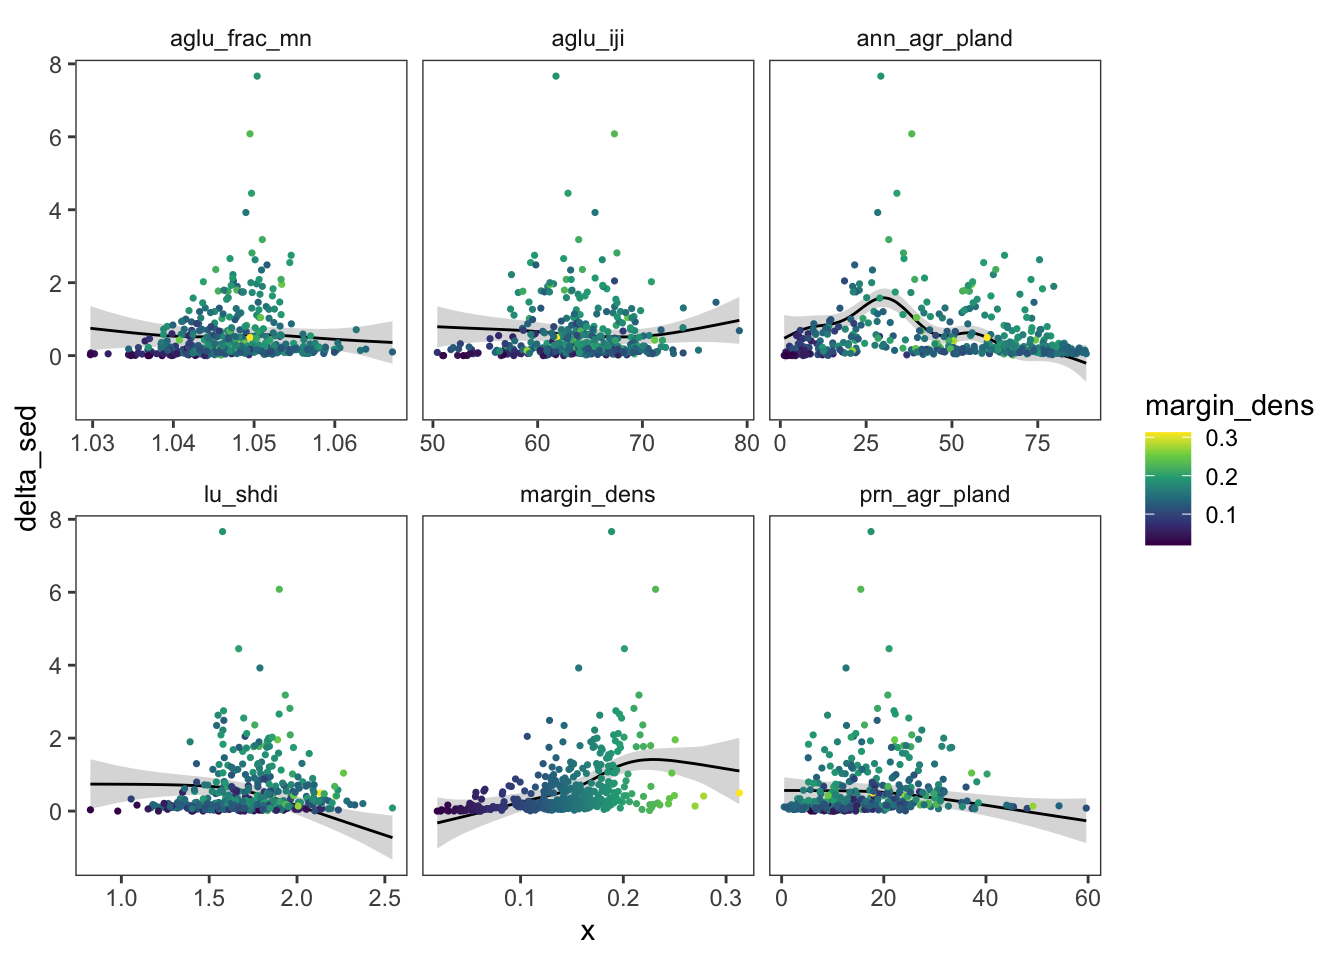 aglu_frac_mn aglu_iji ann_agr_pland
8
6
4
2
0
1.03 1.04 1.05 1.06 50 60 70 80 0 25 50 75
lu_shdi margin_dens prn_agr_pland
8
6
4
2
0
1.0 1.5 2.0 2.5 0.1 0.2 0.3 0 20 40 60
x
delta_sed
margin_dens
0.3
0.2
0.1